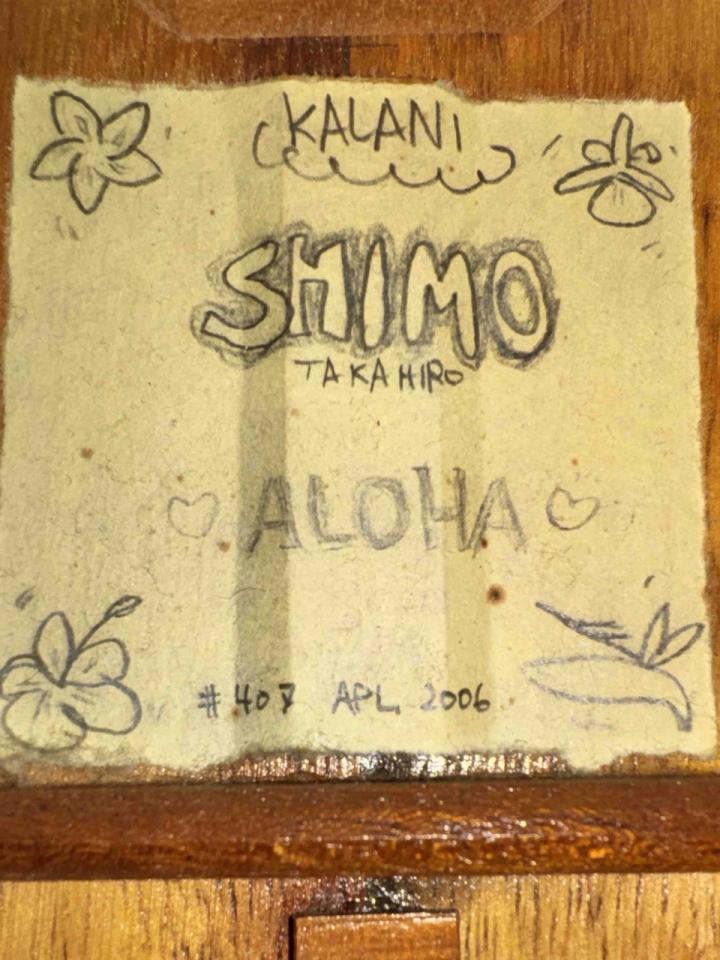 KALANI
SHIMO
TAKAHIRO
ALOHA
#407 APL. 2006